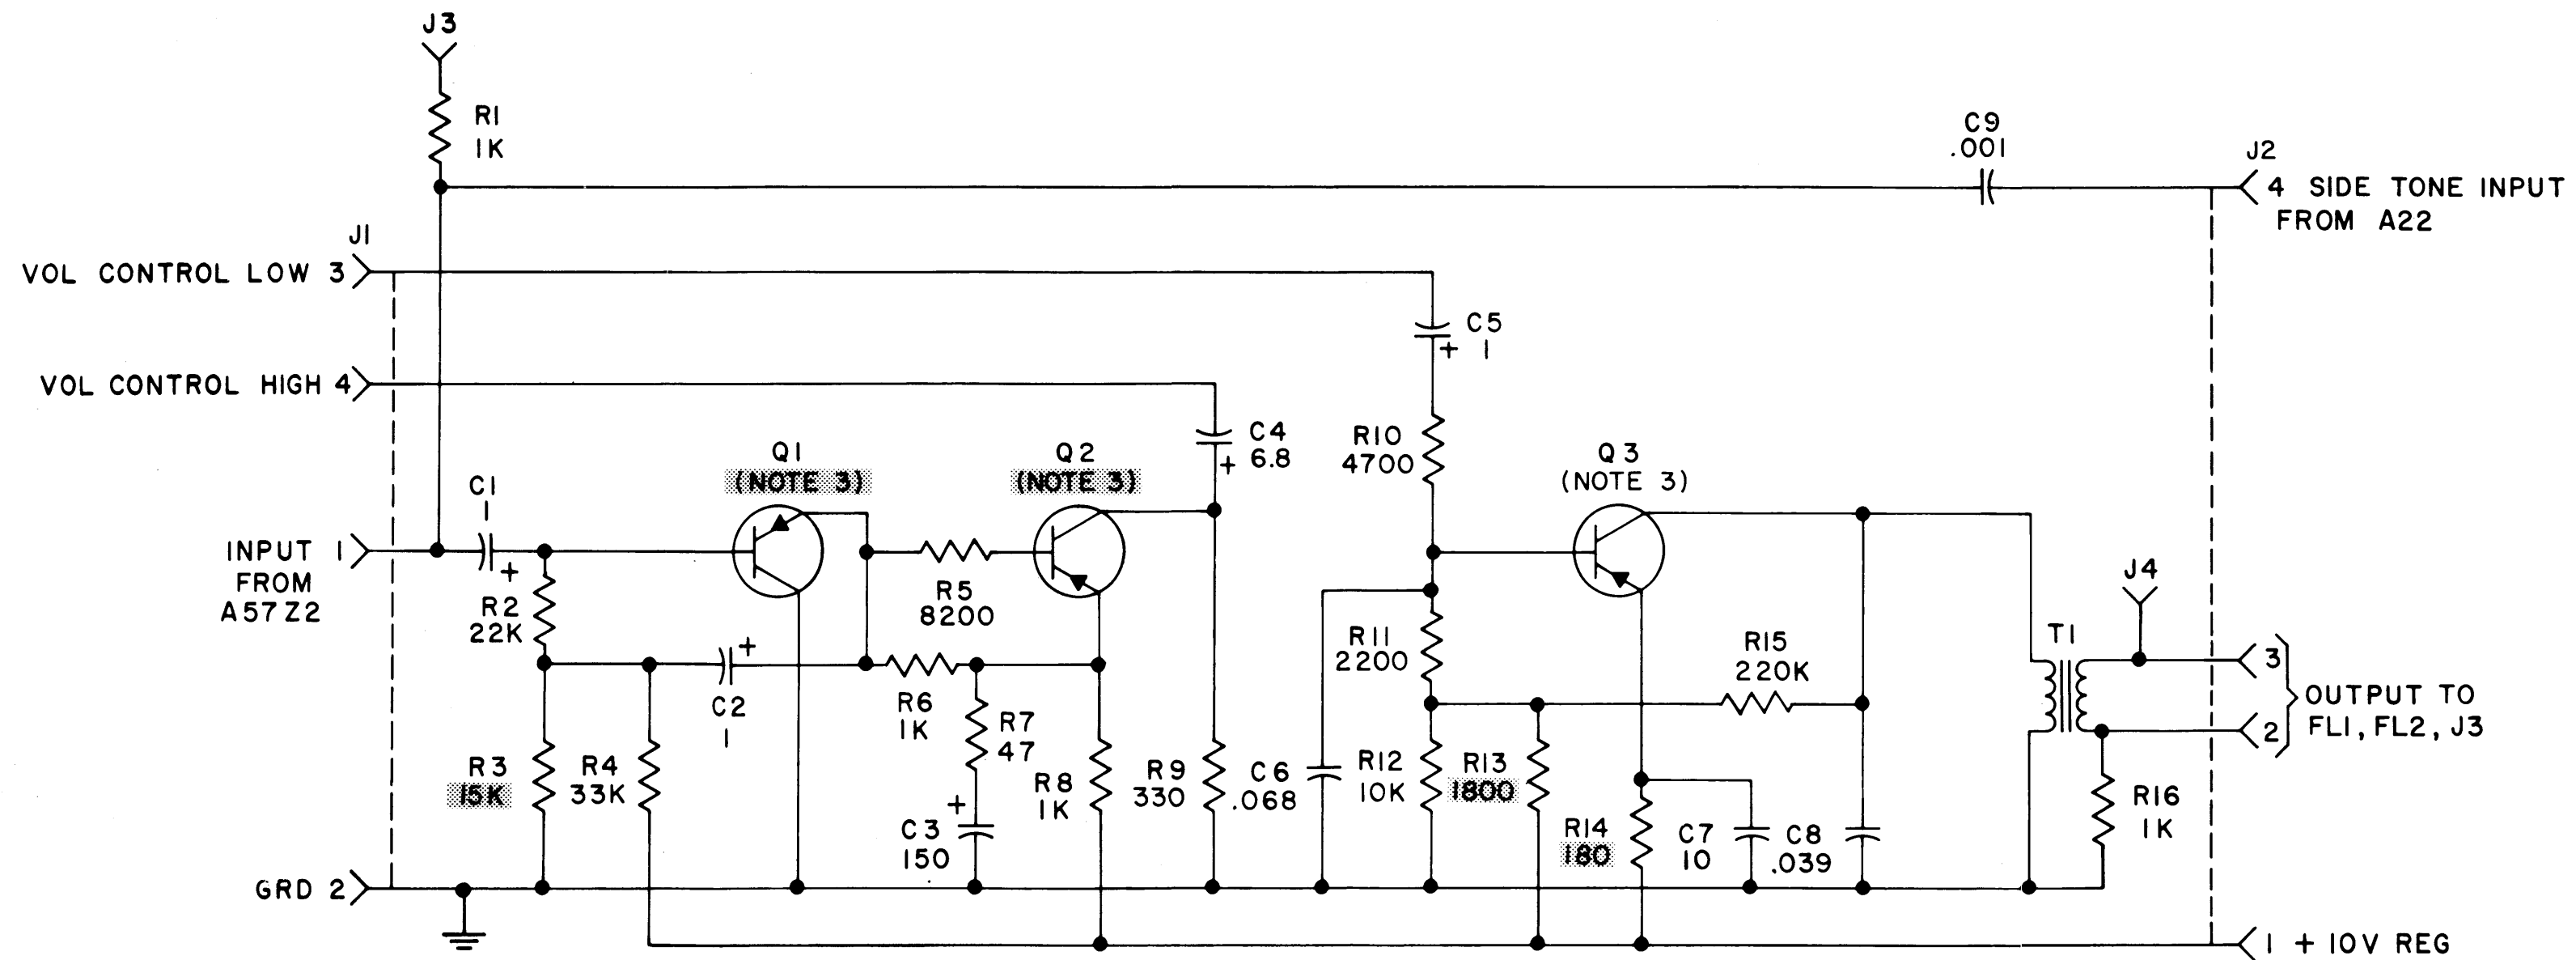 J3
R1
1K
C9
.001
J2
4 SIDE TONE INPUT
FROM A22
J1
VOL CONTROL LOW 3
C5
+ 1
VOL CONTROL HIGH 4
C4
+ 6.8
R10
4700
Q1
(NOTE 3)
Q2
(NOTE 3)
Q3
(NOTE 3)
C1
1
+
INPUT 1
FROM
A57Z2
R2
22K
R5
8200
+
C2
1
R6
1K
R7
47
R11
2200
R15
220K
J4
T1
3
2
OUTPUT TO
FL1, FL2, J3
R3
15K
R4
33K
+
C3
150
R8
1K
R9
330
C6
.068
R12
10K
R13
1800
R14
180
C7
10
C8
.039
R16
1K
GRD 2
1 +10V REG